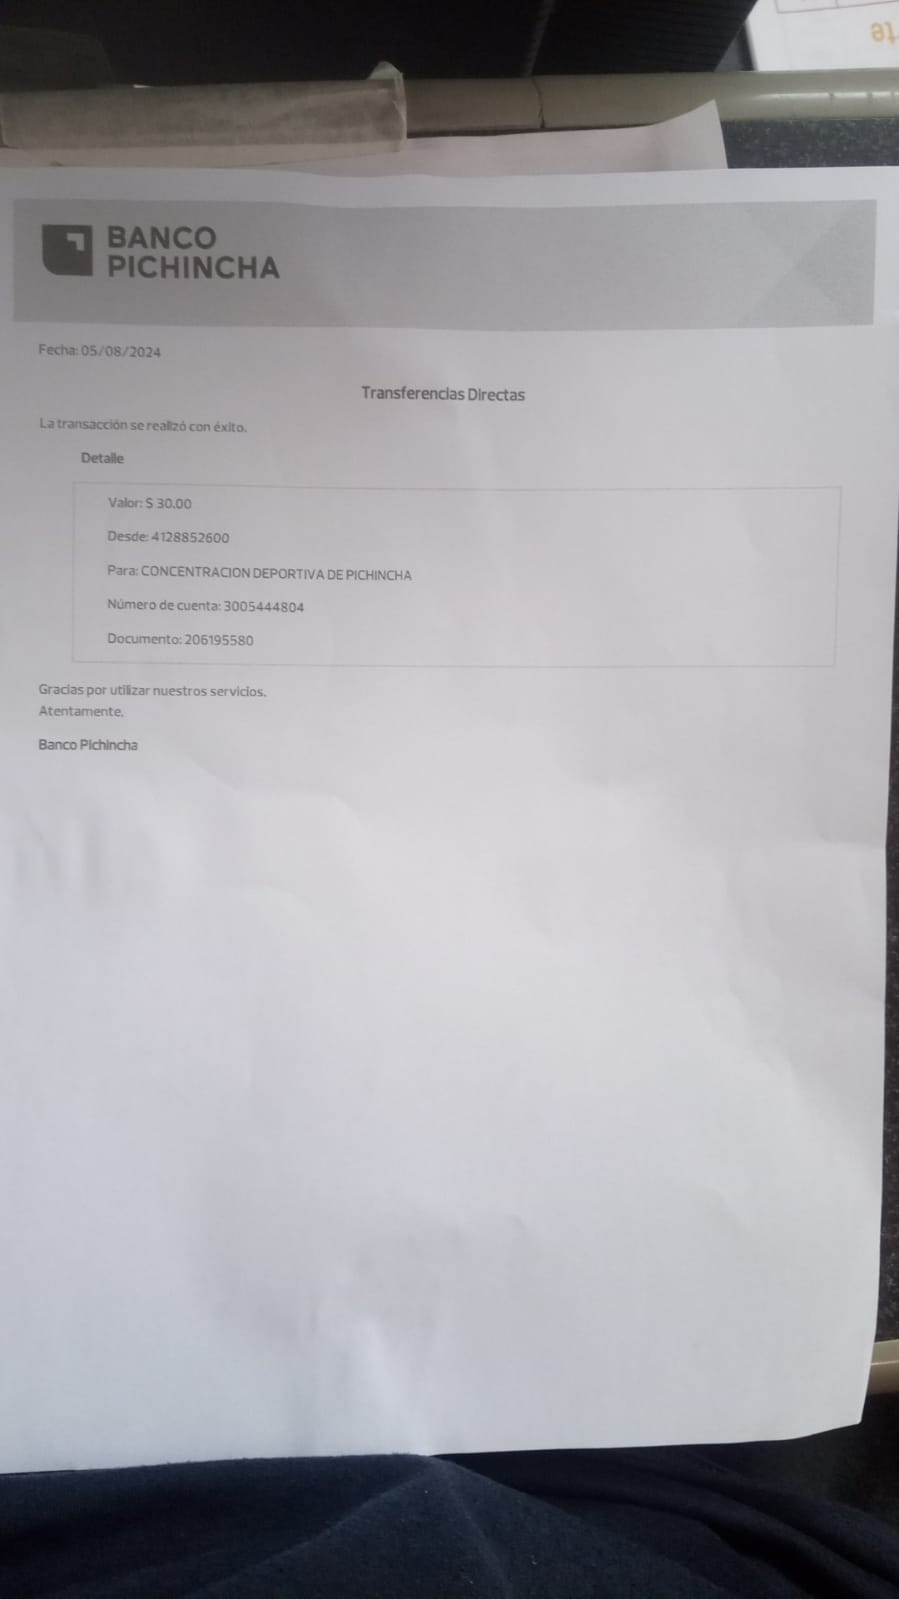 BANCO
PICHINCHA
Fecha: 05/08/2024
Transferencias Directas
La transacción se realizó con éxito.
Detalle
Valor: $ 30.00
Desde: 4128852600
Para: CONCENTRACION DEPORTIVA DE PICHINCHA
Número de cuenta: 3005444804
Documento: 206195580
Gracias por utilizar nuestros servicios.
Atentamente,
Banco Pichincha